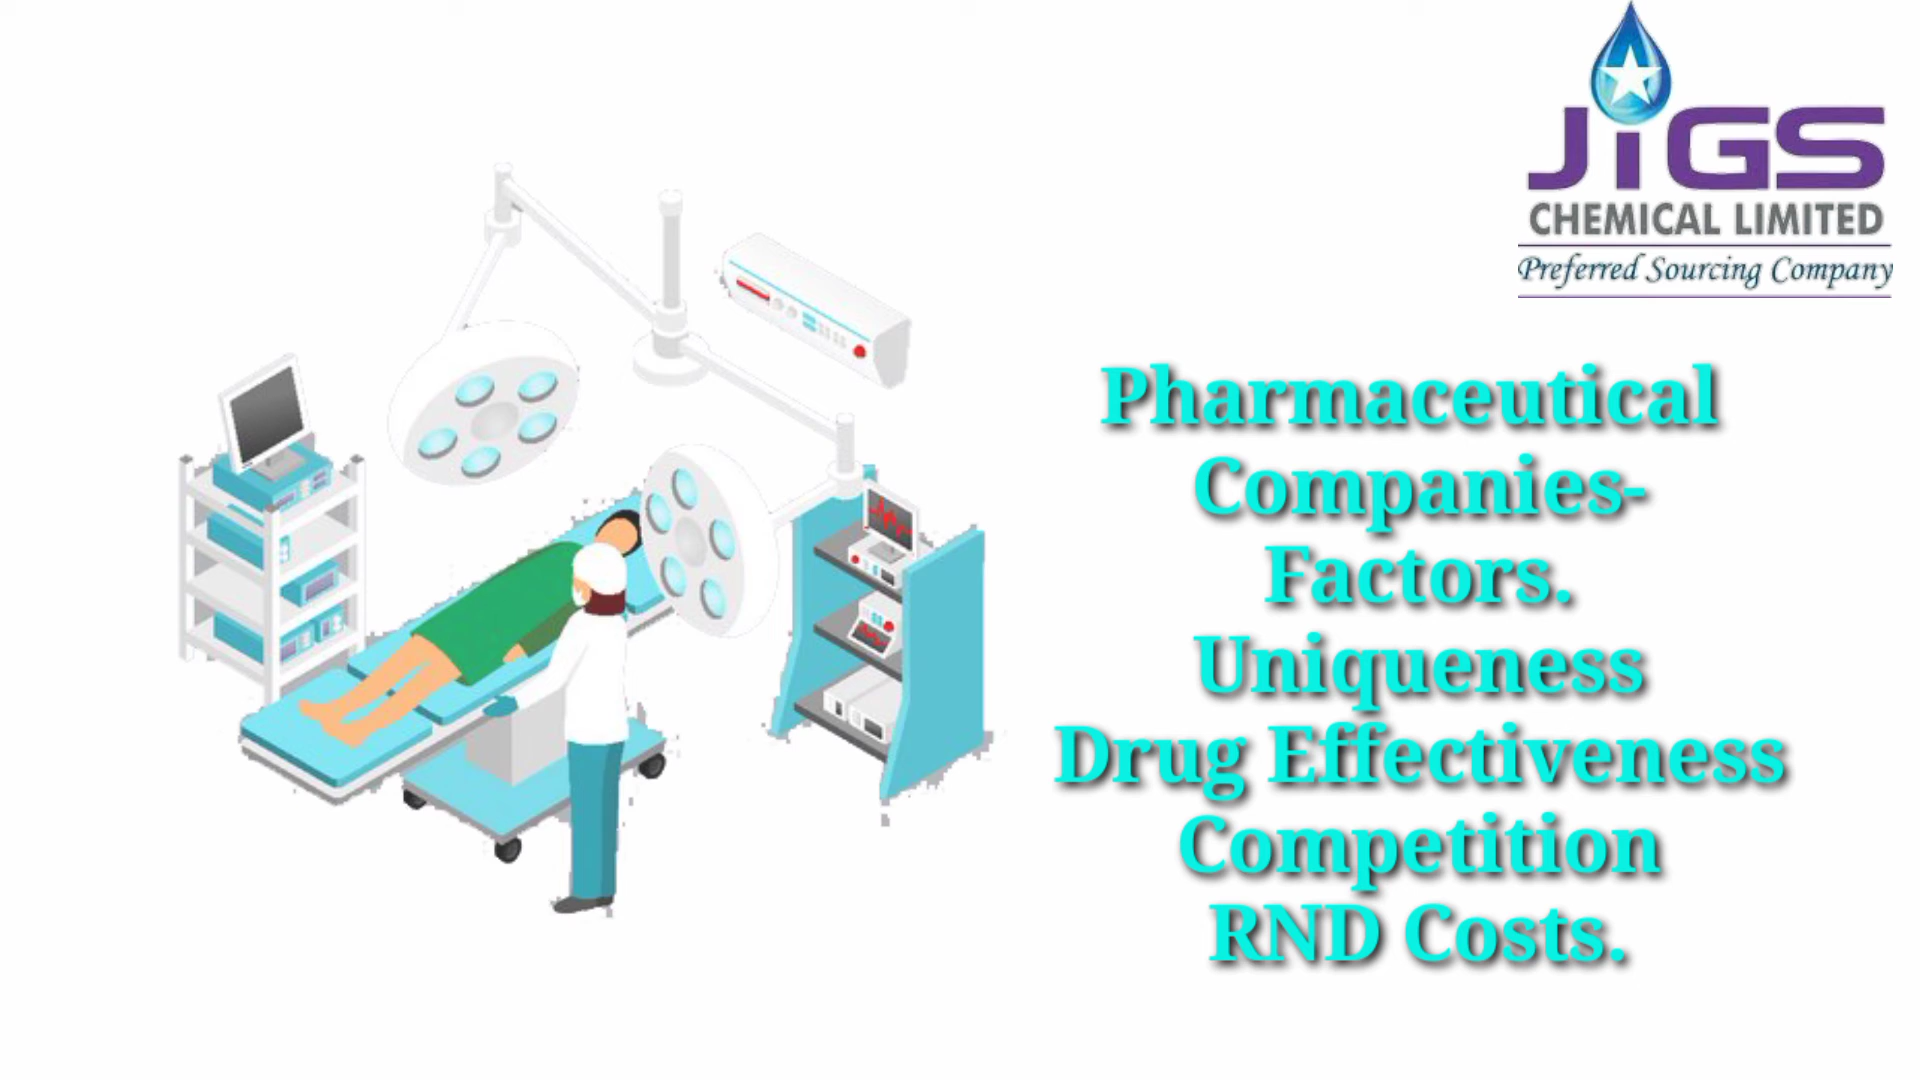 JiGS
CHEMICAL LIMITED
Preferred Sourcing Company
Pharmaceutical
Companies-
Factors.
Uniqueness
Drug Effectiveness
Competition
RND Costs.